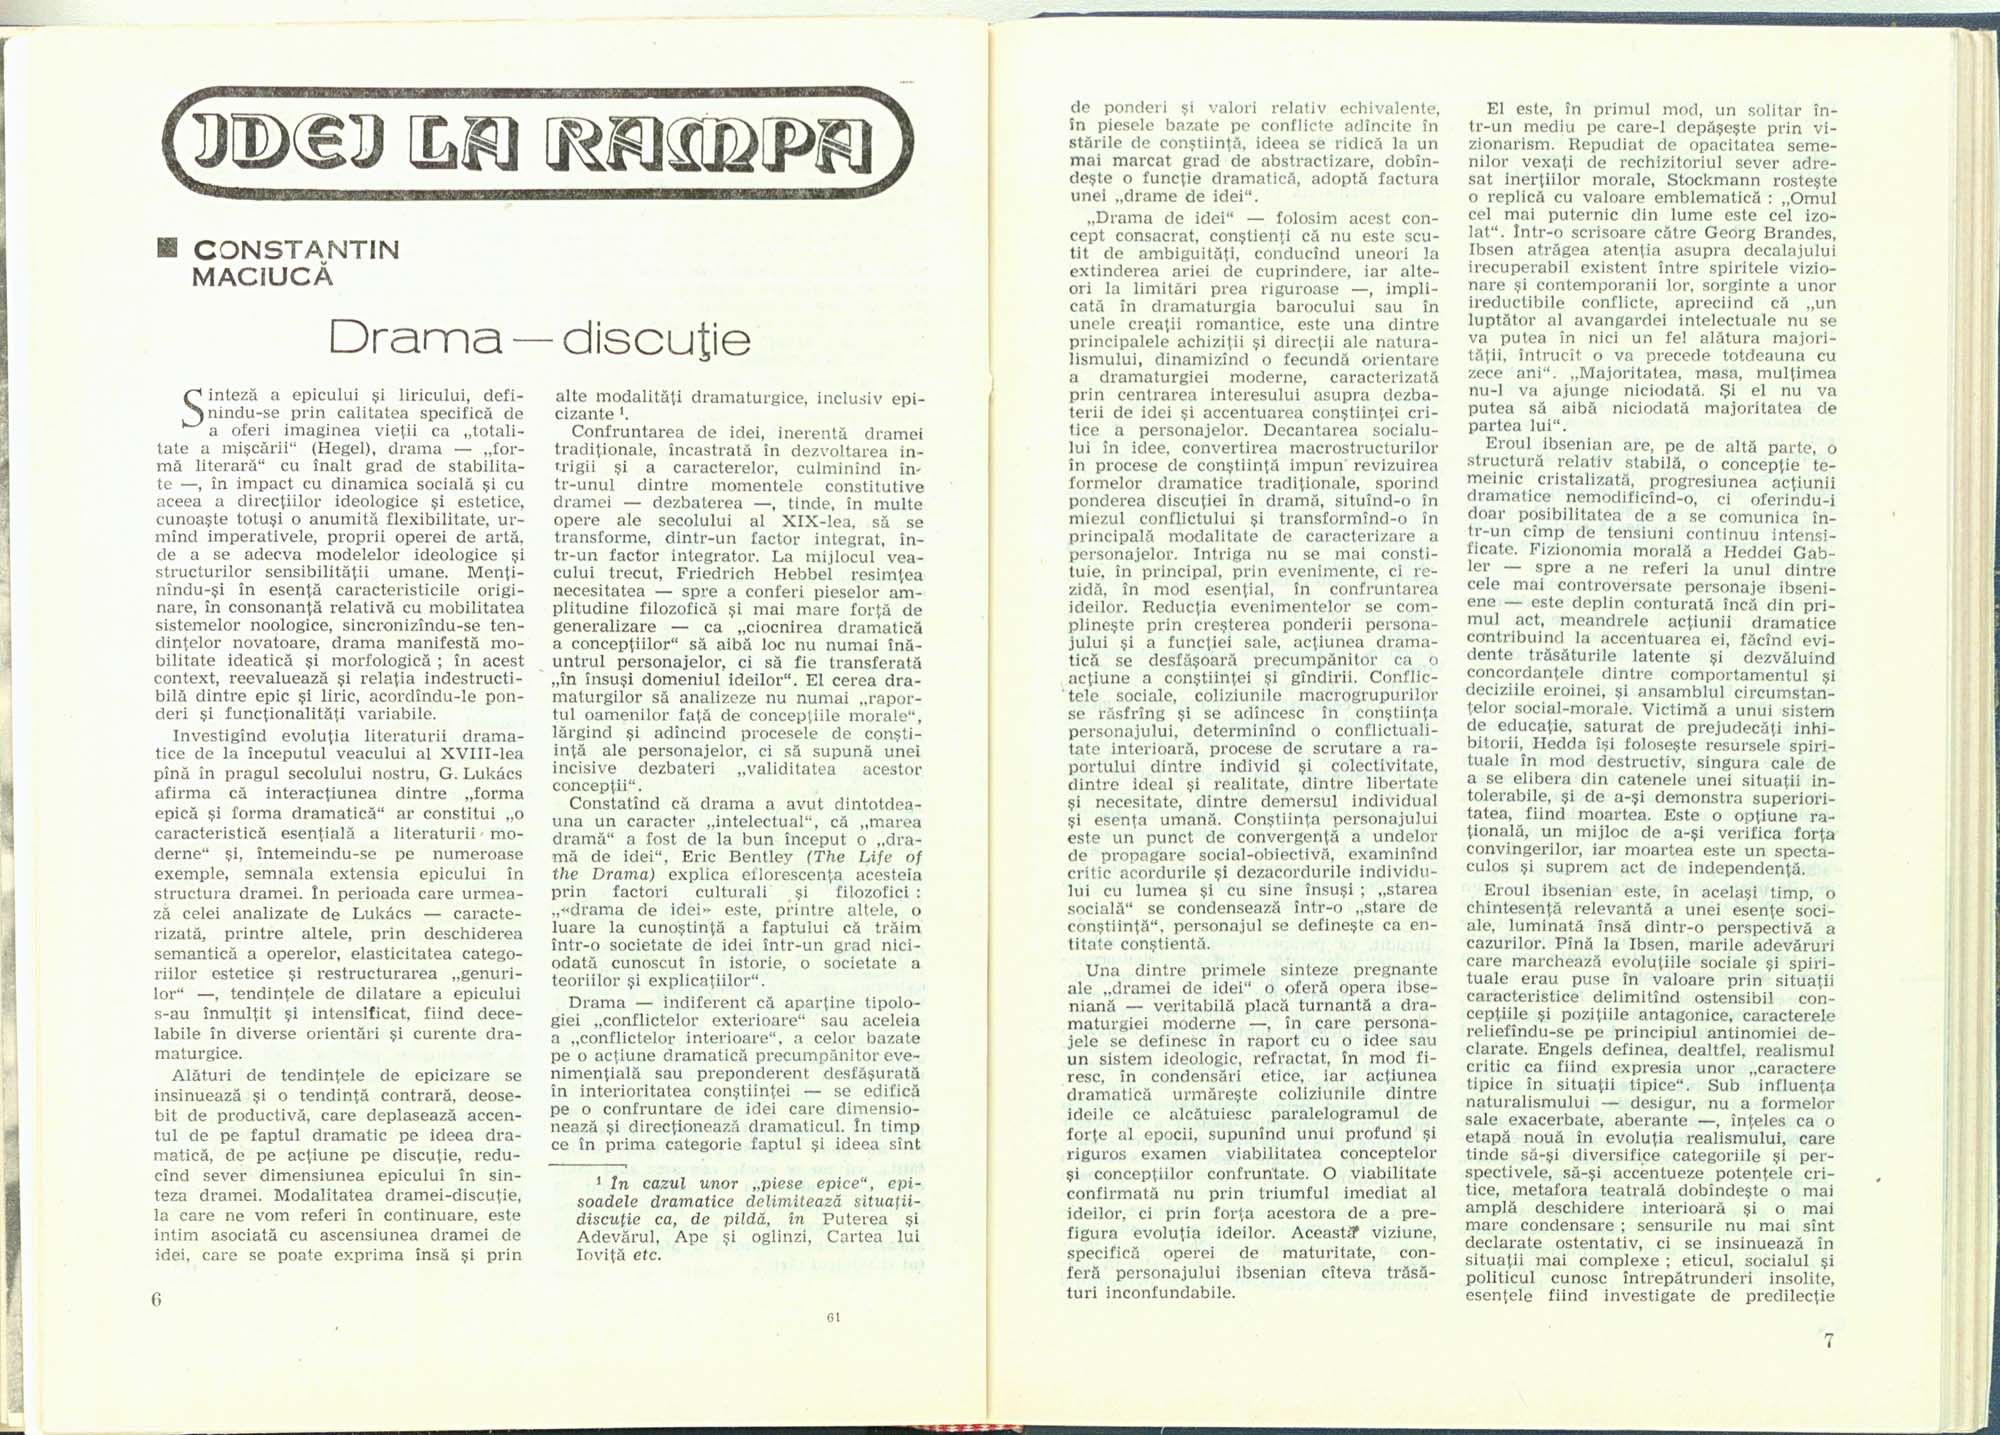 IDEI LA RAMPA
■ CONSTANTIN
MACIUCĂ
Drama — discuţie
Sinteză a epicului şi liricului, defi-
nindu-se prin calitatea specifică de
a oferi imaginea vieţii ca „totali-
tate a mişcării“ (Hegel), drama — „for-
mă literară“ cu înalt grad de stabilita-
te —, în impact cu dinamica socială şi cu
aceea a direcţiilor ideologice şi estetice,
cunoaşte totuşi o anumită flexibilitate, ur-
mînd imperativele, proprii operei de artă,
de a se adecva modelelor ideologice şi
structurilor sensibilităţii umane. Menţi-
nîndu-şi în esenţă caracteristicile origi-
nare, în consonanţă relativă cu mobilitatea
sistemelor noologice, sincronizîndu-se ten-
dinţelor novatoare, drama manifestă mo-
bilitate ideatică şi morfologică ; în acest
context, reevaluează şi relaţia indestructi-
bilă dintre epic şi liric, acordîndu-le pon-
deri şi funcţionalităţi variabile.
Investigînd evoluţia literaturii drama-
tice de la începutul veacului al XVIII-lea
pînă în pragul secolului nostru, G. Lukács
afirma că interacţiunea dintre „forma
epică şi forma dramatică“ ar constitui „o
caracteristică esenţială a literaturii mo-
derne“ şi, întemeindu-se pe numeroase
exemple, semnala extensia epicului în
structura dramei. În perioada care urmea-
ză celei analizate de Lukács — caracte-
rizată, printre altele, prin deschiderea
semantică a operelor, elasticitatea catego-
riilor estetice şi restructurarea „genuri-
lor“ —, tendinţele de dilatare a epicului
s-au înmulţit şi intensificat, fiind dece-
labile în diverse orientări şi curente dra-
maturgice.
Alături de tendinţele de epicizare se
insinuează şi o tendinţă contrară, deose-
bit de productivă, care deplasează accen-
tul de pe faptul dramatic pe ideea dra-
matică, de pe acţiune pe discuţie, redu-
cînd sever dimensiunea epicului în sin-
teza dramei. Modalitatea dramei-discuţie,
la care ne vom referi în continuare, este
intim asociată cu ascensiunea dramei de
idei, care se poate exprima însă şi prin
alte modalităţi dramaturgice, inclusiv epi-
cizante ¹.
Confruntarea de idei, inerentă dramei
tradiţionale, încastrată în dezvoltarea in-
trigii şi a caracterelor, culminînd în-
tr-unul dintre momentele constitutive
dramei — dezbaterea —, tinde, în multe
opere ale secolului al XIX-lea, să se
transforme, dintr-un factor integrat, în-
tr-un factor integrator. La mijlocul vea-
cului trecut, Friedrich Hebbel resimţea
necesitatea — spre a conferi pieselor am-
plitudine filozofică şi mai mare forţă de
generalizare — ca „ciocnirea dramatică
a concepţiilor“ să aibă loc nu numai înă-
untrul personajelor, ci să fie transferată
„în însuşi domeniul ideilor“. El cerea dra-
maturgilor să analizeze nu numai „rapor-
tul oamenilor faţă de concepţiile morale“,
lărgind şi adîncind procesele de conşti-
inţă ale personajelor, ci să supună unei
incisive dezbateri „validitatea acestor
concepţii“.
Constatînd că drama a avut dintotdea-
una un caracter „intelectual“, că „marea
dramă“ a fost de la bun început o „dra-
mă de idei“, Eric Bentley (The Life of
the Drama) explica eflorescenţa acesteia
prin factori culturali şi filozofici :
„«drama de idei» este, printre altele, o
luare la cunoştinţă a faptului că trăim
într-o societate de idei într-un grad nici-
odată cunoscut în istorie, o societate a
teoriilor şi explicaţiilor“.
Drama — indiferent că aparţine tipolo-
giei „conflictelor exterioare“ sau aceleia
a „conflictelor interioare“, a celor bazate
pe o acţiune dramatică precumpănitor eve-
nimenţială sau preponderent desfăşurată
în interioritatea conştiinţei — se edifică
pe o confruntare de idei care dimensio-
nează şi direcţionează dramaticul. În timp
ce în prima categorie faptul şi ideea sînt
¹ În cazul unor „piese epice“, epi-
soadele dramatice delimitează situaţii-
discuţie ca, de pildă, în Puterea şi
Adevărul, Ape şi oglinzi, Cartea lui
Ioviţă etc.
6
61
de ponderi şi valori relativ echivalente,
în piesele bazate pe conflicte adîncite în
stările de conştiinţă, ideea se ridică la un
mai marcat grad de abstractizare, dobîn-
deşte o funcţie dramatică, adoptă factura
unei „drame de idei“.
„Drama de idei“ — folosim acest con-
cept consacrat, conştienţi că nu este scu-
tit de ambiguităţi, conducînd uneori la
extinderea ariei de cuprindere, iar alte-
ori la limitări prea riguroase —, impli-
cată în dramaturgia barocului sau în
unele creaţii romantice, este una dintre
principalele achiziţii şi direcţii ale natura-
lismului, dinamizînd o fecundă orientare
a dramaturgiei moderne, caracterizată
prin centrarea interesului asupra dezba-
terii de idei şi accentuarea conştiinţei cri-
tice a personajelor. Decantarea socialu-
lui în idee, convertirea macrostructurilor
în procese de conştiinţă impun revizuirea
formelor dramatice tradiţionale, sporind
ponderea discuţiei în dramă, situînd-o în
miezul conflictului şi transformînd-o în
principală modalitate de caracterizare a
personajelor. Intriga nu se mai consti-
tuie, în principal, prin evenimente, ci re-
zidă, în mod esenţial, în confruntarea
ideilor. Reducţia evenimentelor se com-
plineşte prin creşterea ponderii persona-
jului şi a funcţiei sale, acţiunea drama-
tică se desfăşoară precumpănitor ca o
acţiune a conştiinţei şi gîndirii. Conflic-
tele sociale, coliziunile macrogrupurilor
se răsfrîng şi se adîncesc în conştiinţa
personajului, determinînd o conflictuali-
tate interioară, procese de scrutare a ra-
portului dintre individ şi colectivitate,
dintre ideal şi realitate, dintre libertate
şi necesitate, dintre demersul individual
şi esenţa umană. Conştiinţa personajului
este un punct de convergenţă a undelor
de propagare social-obiectivă, examinînd
critic acordurile şi dezacordurile individu-
lui cu lumea şi cu sine însuşi ; „starea
socială“ se condensează într-o „stare de
conştiinţă“, personajul se defineşte ca en-
titate conştientă.
Una dintre primele sinteze pregnante
ale „dramei de idei“ o oferă opera ibse-
niană — veritabilă placă turnantă a dra-
maturgiei moderne —, în care persona-
jele se definesc în raport cu o idee sau
un sistem ideologic, refractat, în mod fi-
resc, în condensări etice, iar acţiunea
dramatică urmăreşte coliziunile dintre
ideile ce alcătuiesc paralelogramul de
forţe al epocii, supunînd unui profund şi
riguros examen viabilitatea conceptelor
şi concepţiilor confruntate. O viabilitate
confirmată nu prin triumful imediat al
ideilor, ci prin forţa acestora de a pre-
figura evoluţia ideilor. Această viziune,
specifică operei de maturitate, con-
feră personajului ibsenian cîteva trăsă-
turi inconfundabile.
El este, în primul mod, un solitar în-
tr-un mediu pe care-l depăşeşte prin vi-
zionarism. Repudiat de opacitatea seme-
nilor vexaţi de rechizitoriul sever adre-
sat inerţiilor morale, Stockmann rosteşte
o replică cu valoare emblematică : „Omul
cel mai puternic din lume este cel izo-
lat“. Într-o scrisoare către Georg Brandes,
Ibsen atrăgea atenţia asupra decalajului
irecuperabil existent între spiritele vizio-
nare şi contemporanii lor, sorginte a unor
ireductibile conflicte, apreciind că „un
luptător al avangardei intelectuale nu se
va putea în nici un fel alătura majori-
tăţii, întrucît o va precede totdeauna cu
zece ani“. „Majoritatea, masa, mulţimea
nu-l va ajunge niciodată. Şi el nu va
putea să aibă niciodată majoritatea de
partea lui“.
Eroul ibsenian are, pe de altă parte, o
structură relativ stabilă, o concepţie te-
meinic cristalizată, progresiunea acţiunii
dramatice nemodificînd-o, ci oferindu-i
doar posibilitatea de a se comunica în-
tr-un cîmp de tensiuni continuu intensi-
ficate. Fizionomia morală a Heddei Gab-
ler — spre a ne referi la unul dintre
cele mai controversate personaje ibseni-
ene — este deplin conturată încă din pri-
mul act, meandrele acţiunii dramatice
contribuind la accentuarea ei, făcînd evi-
dente trăsăturile latente şi dezvăluind
concordanţele dintre comportamentul şi
deciziile eroinei, şi ansamblul circumstan-
ţelor social-morale. Victimă a unui sistem
de educaţie, saturat de prejudecăţi inhi-
bitorii, Hedda îşi foloseşte resursele spiri-
tuale în mod destructiv, singura cale de
a se elibera din catenele unei situaţii in-
tolerabile, şi de a-şi demonstra superiori-
tatea, fiind moartea. Este o opţiune ra-
ţională, un mijloc de a-şi verifica forţa
convingerilor, iar moartea este un specta-
culos şi suprem act de independenţă.
Eroul ibsenian este, în acelaşi timp, o
chintesenţă relevantă a unei esenţe soci-
ale, luminată însă dintr-o perspectivă a
cazurilor. Pînă la Ibsen, marile adevăruri
care marchează evoluţiile sociale şi spiri-
tuale erau puse în valoare prin situaţii
caracteristice delimitînd ostensibil con-
cepţiile şi poziţiile antagonice, caracterele
reliefîndu-se pe principiul antinomiei de-
clarate. Engels definea, dealtfel, realismul
critic ca fiind expresia unor „caractere
tipice în situaţii tipice“. Sub influenţa
naturalismului — desigur, nu a formelor
sale exacerbate, aberante —, înţeles ca o
etapă nouă în evoluţia realismului, care
tinde să-şi diversifice categoriile şi per-
spectivele, să-şi accentueze potenţele cri-
tice, metafora teatrală dobîndeşte o mai
amplă deschidere interioară şi o mai
mare condensare ; sensurile nu mai sînt
declarate ostentativ, ci se insinuează în
situaţii mai complexe ; eticul, socialul şi
politicul cunosc întrepătrunderi insolite,
esenţele fiind investigate de predilecţie
7